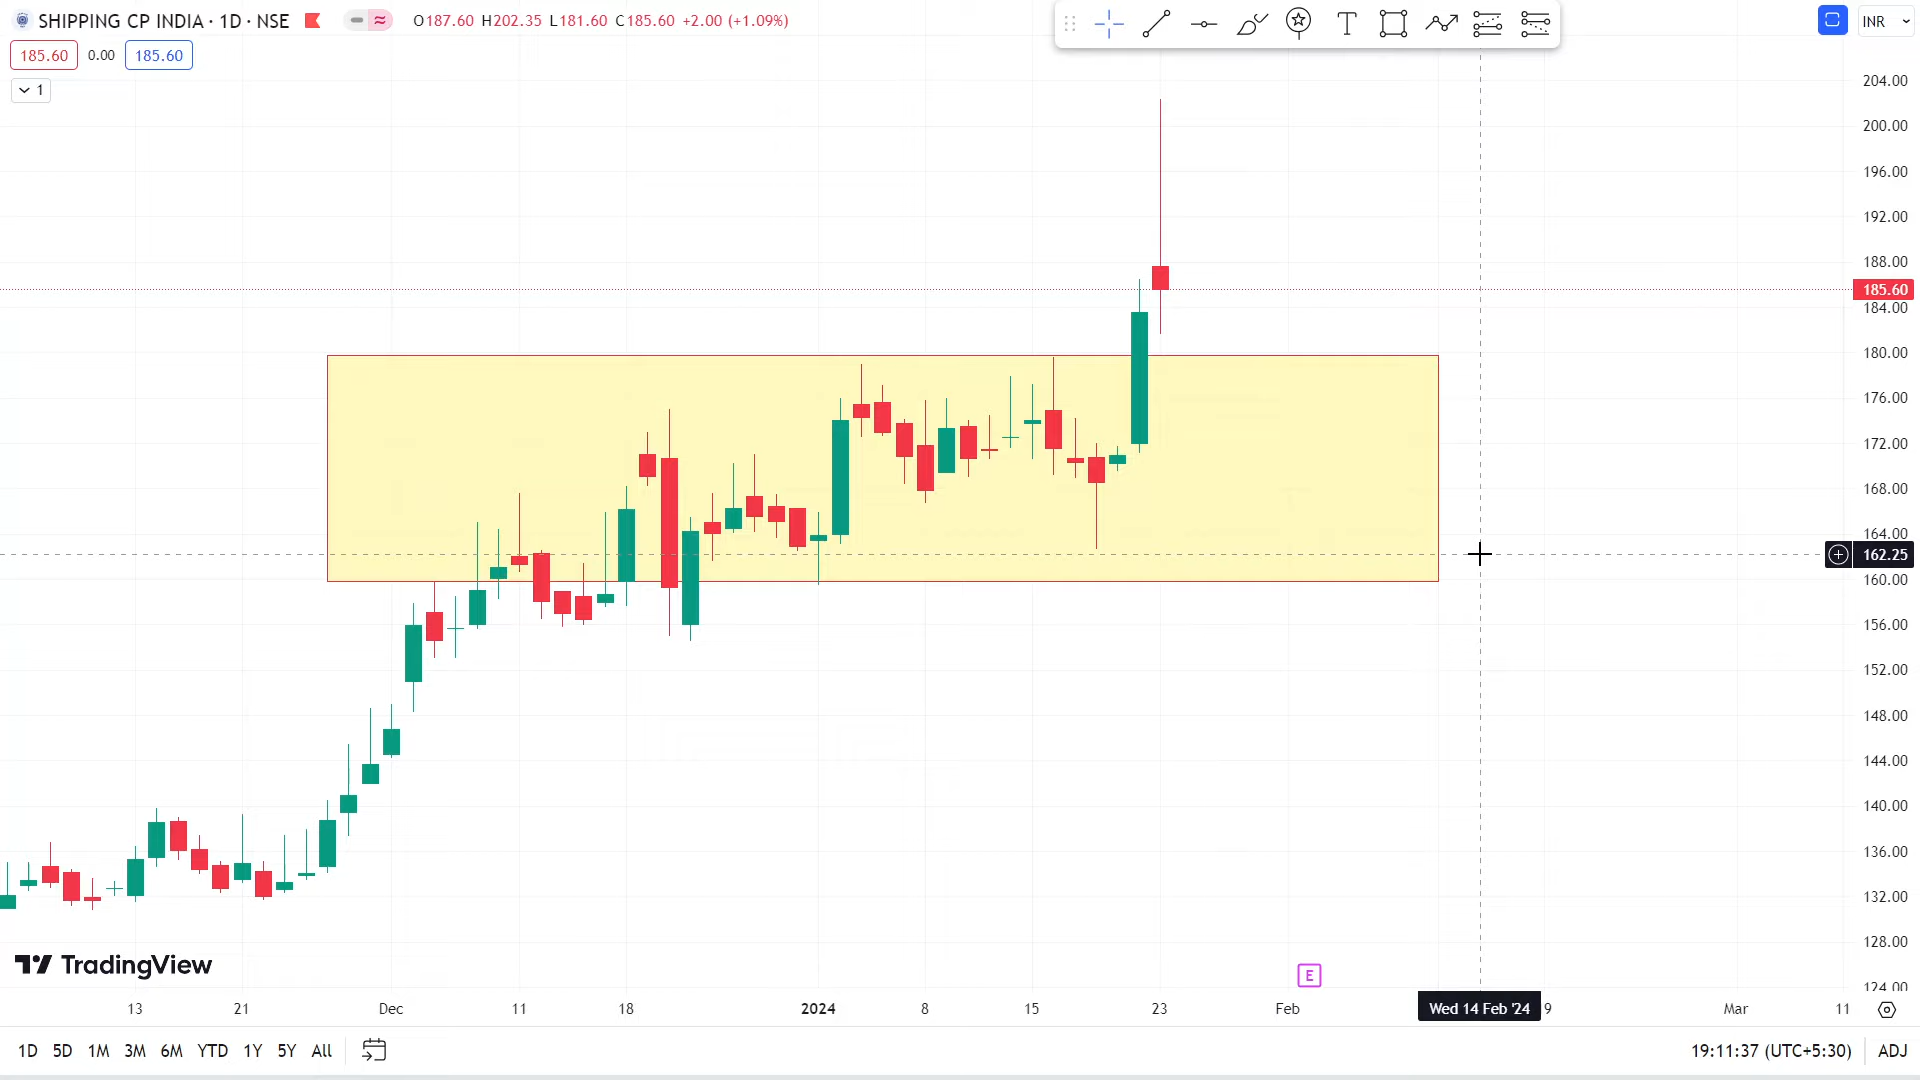 SHIPPING CP INDIA · 1D · NSE
O187.60 H202.35 L181.60 C185.60 +2.00 (+1.09%)
INR
185.60 0.00 185.60
1
204.00
200.00
196.00
192.00
188.00
185.60
184.00
180.00
176.00
172.00
168.00
164.00
162.25
160.00
156.00
152.00
148.00
144.00
140.00
136.00
132.00
128.00
124.00
TradingView
E
13 21 Dec 11 18 2024 8 15 23 Feb Wed 14 Feb '24 9 Mar 11
1D 5D 1M 3M 6M YTD 1Y 5Y All
19:11:37 (UTC+5:30) ADJ